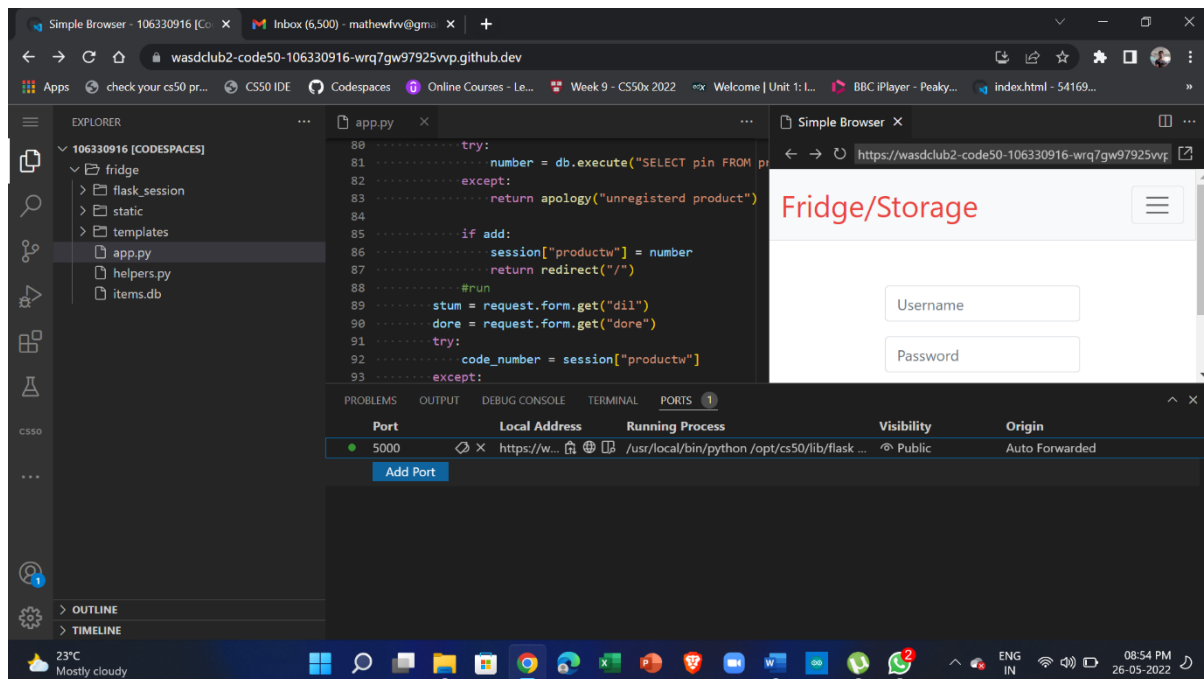 Simple Browser - 106330916 [Co
Inbox (6,500) - mathewfvv@gmai
wasdclub2-code50-106330916-wrq7gw97925vvp.github.dev
Apps
check your cs50 pr...
CS50 IDE
Codespaces
Online Courses - Le...
Week 9 - CS50x 2022
Welcome | Unit 1: I...
BBC iPlayer - Peaky...
index.html - 54169...
»
EXPLORER
...
106330916 [CODESPACES]
fridge
flask_session
static
templates
app.py
helpers.py
items.db
CS50
1
OUTLINE
TIMELINE
app.py
...
80 try:
81 number = db.execute("SELECT pin FROM pr
82 except:
83 return apology("unregisterd product")
84
85 if add:
86 session["productw"] = number
87 return redirect("/")
88 #run
89 stum = request.form.get("dil")
90 dore = request.form.get("dore")
91 try:
92 code_number = session["productw"]
93 except:
Simple Browser
...
https://wasdclub2-code50-106330916-wrq7gw97925vvp
Fridge/Storage
Username
Password
PROBLEMS OUTPUT DEBUG CONSOLE TERMINAL PORTS 1
Port Local Address Running Process Visibility Origin
5000 https://w... /usr/local/bin/python /opt/cs50/lib/flask ... Public Auto Forwarded
Add Port
23°C
Mostly cloudy
2
ENG
IN
08:54 PM
26-05-2022